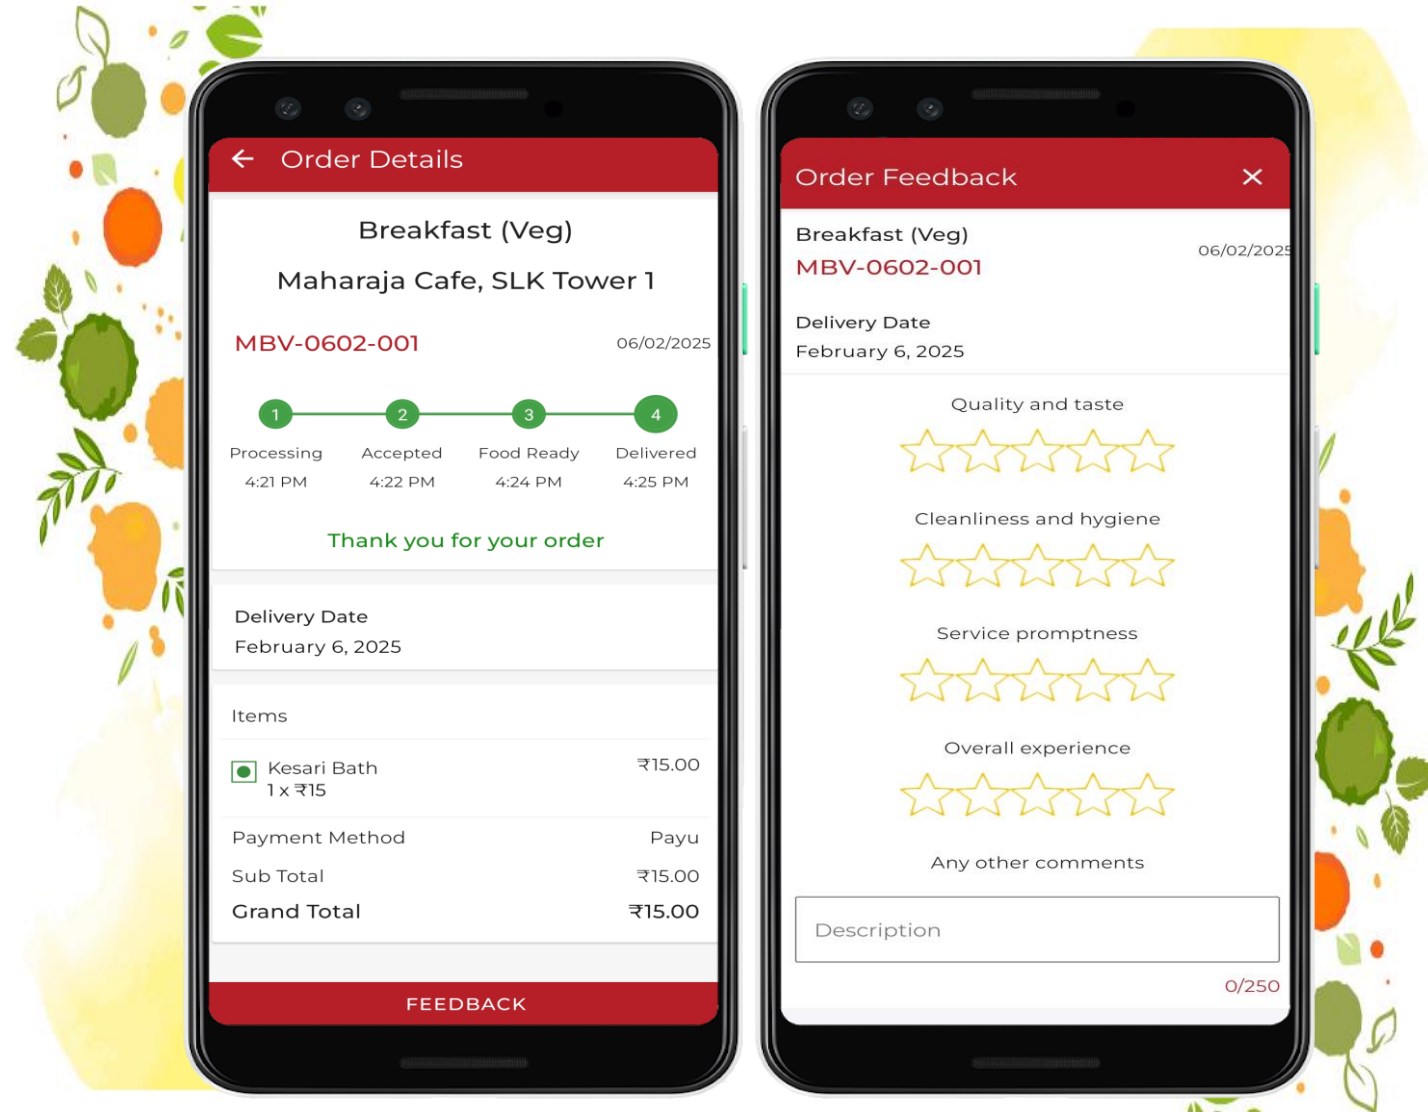 Order Details
Breakfast (Veg)
Maharaja Cafe, SLK Tower 1
MBV-0602-001 06/02/2025
1 2 3 4
Processing Accepted Food Ready Delivered
4:21 PM 4:22 PM 4:24 PM 4:25 PM
Thank you for your order
Delivery Date
February 6, 2025
Items
Kesari Bath ₹15.00
1 x ₹15
Payment Method Payu
Sub Total ₹15.00
Grand Total ₹15.00
FEEDBACK
Order Feedback
Breakfast (Veg)
06/02/2025
MBV-0602-001
Delivery Date
February 6, 2025
Quality and taste
Cleanliness and hygiene
Service promptness
Overall experience
Any other comments
Description
0/250